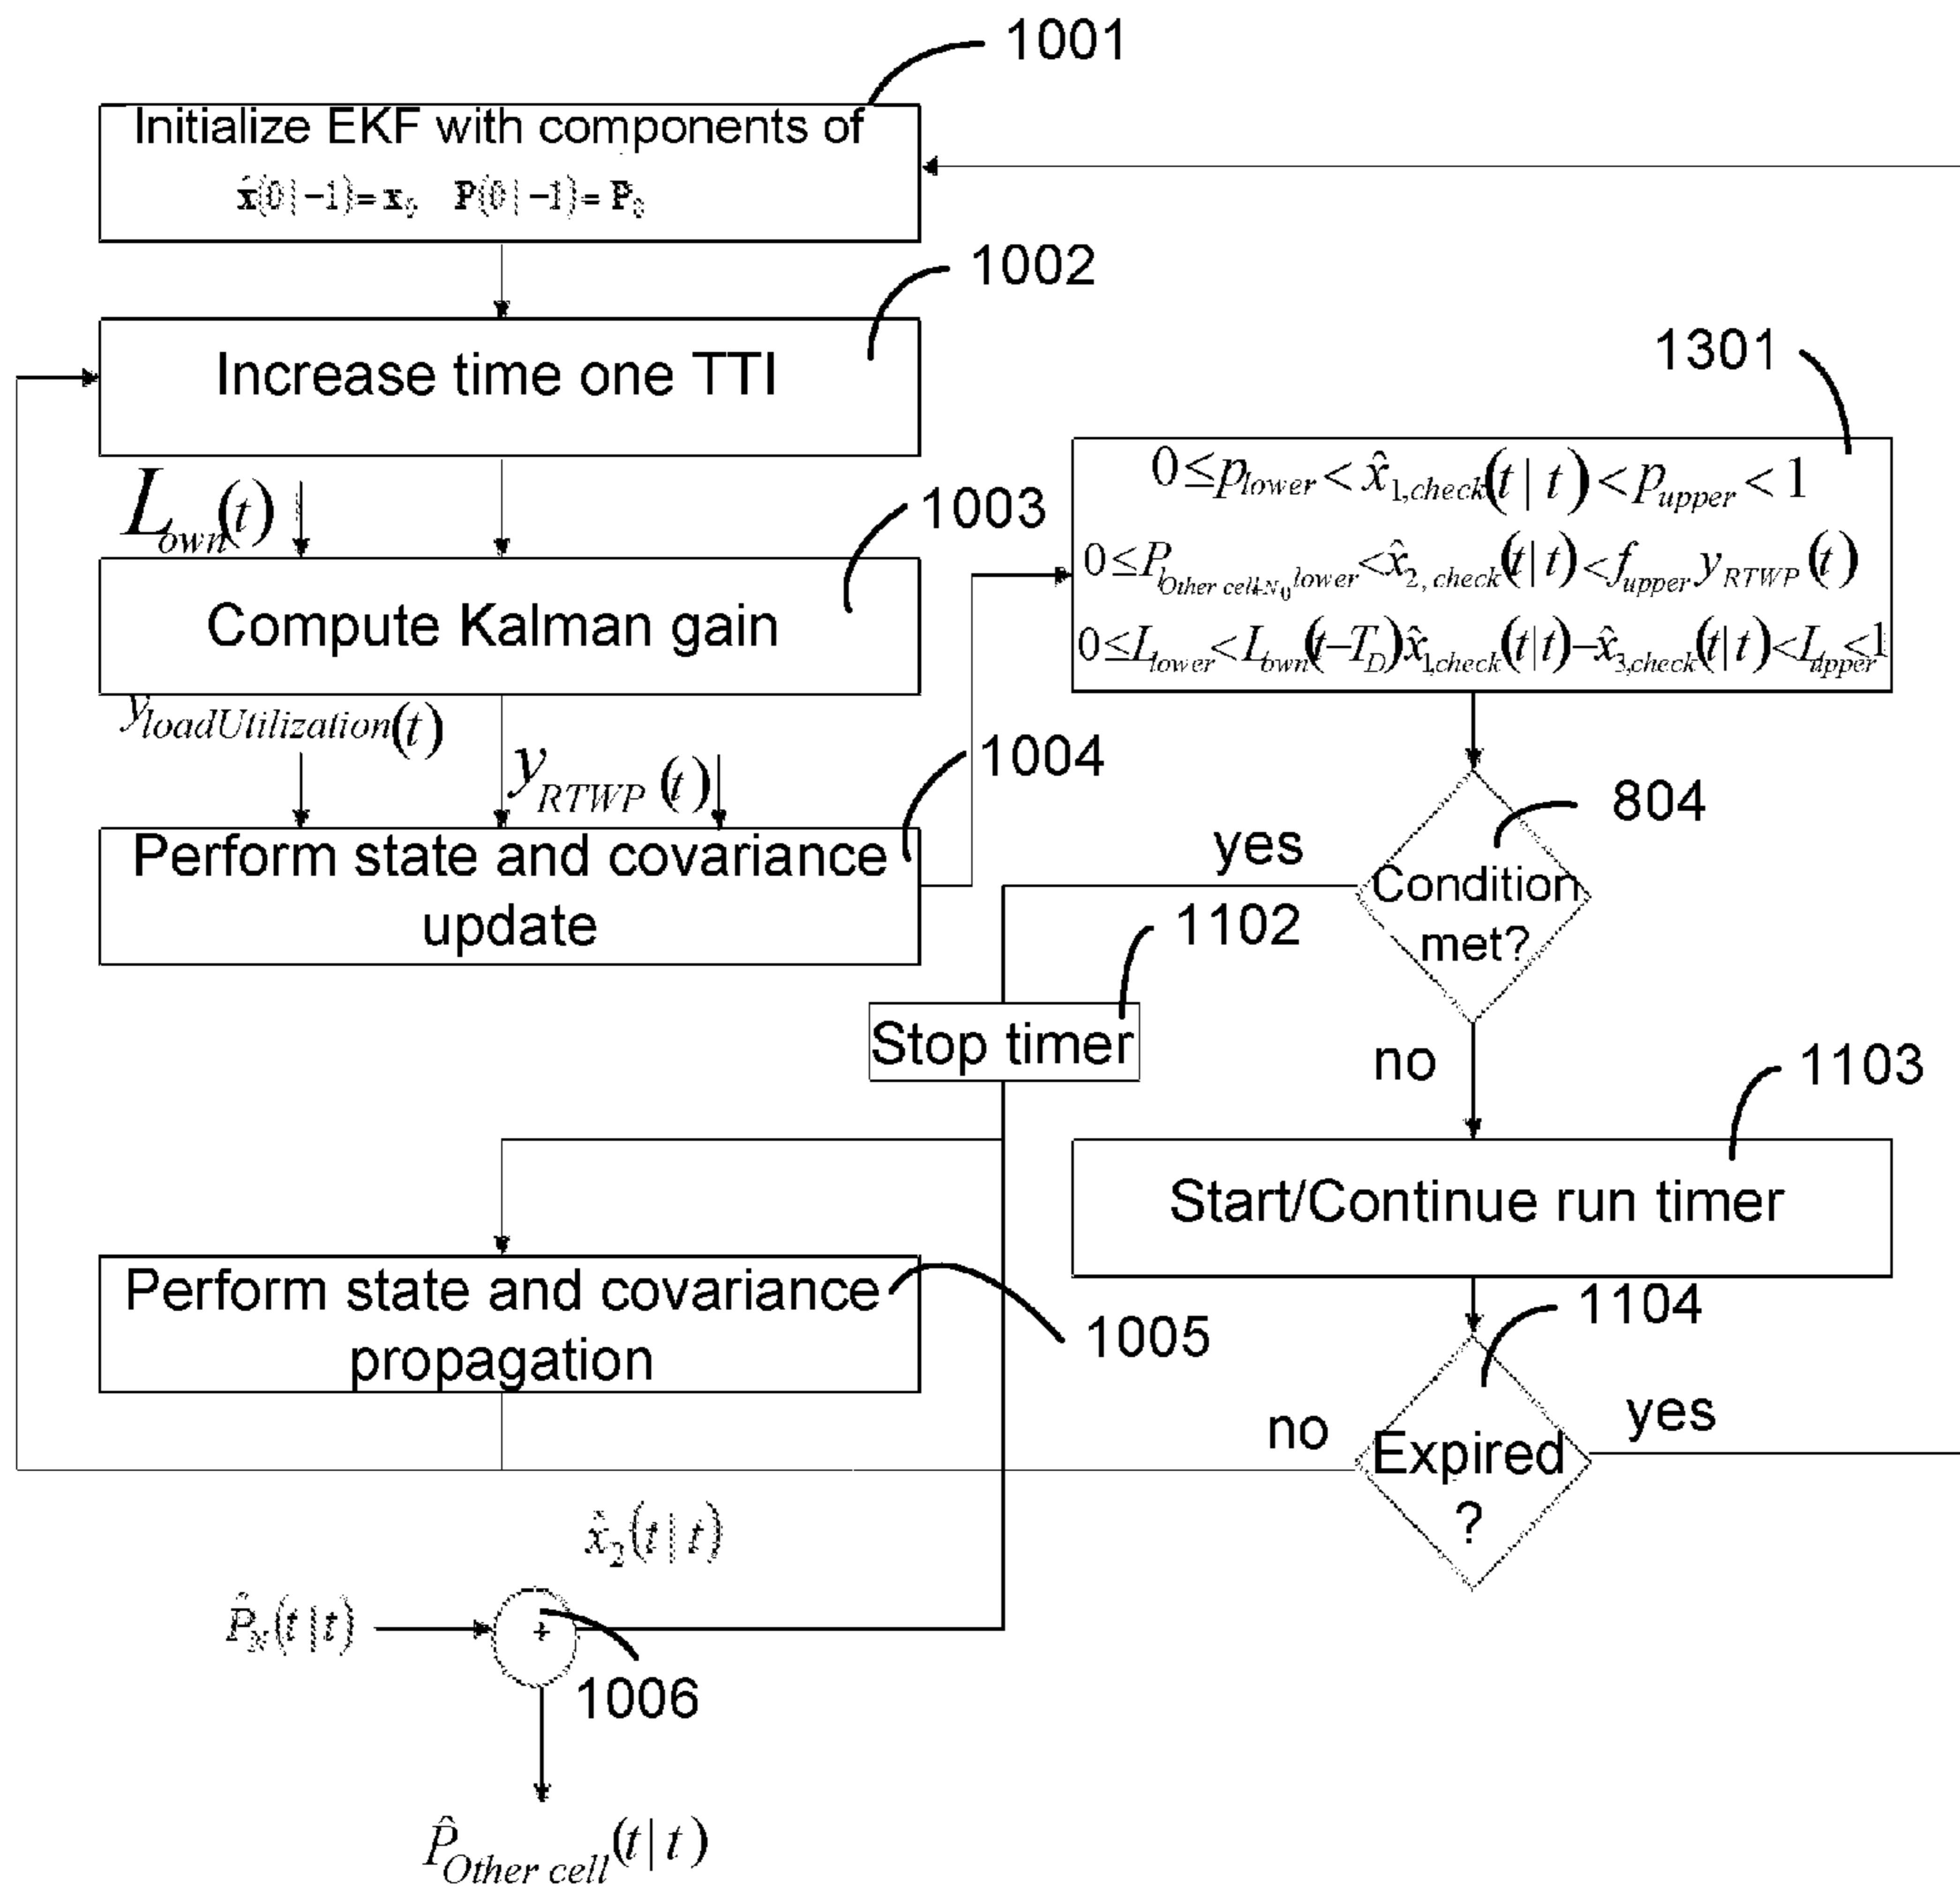 1001
Initialize EKF with components of
x̂(0|−1)=x₀ P(0|−1)=P₀
1002
Increase time one TTI
1301
L_own(t)
1003
Compute Kalman gain
0≤p_lower<x̂_1,check(t|t)<p_upper<1
0≤P_Other cell+N₀ lower<x̂_2,check(t|t)<f_upper y_RTWP(t)
0≤L_lower<L_own(t−T_D)x̂_1,check(t|t)−x̂_3,check(t|t)<L_upper<1
y_loadUtilization(t)
y_RTWP(t)
1004
Perform state and covariance
update
804
yes
Condition
met?
1102
Stop timer
no
1103
Start/Continue run timer
Perform state and covariance
propagation
1005
1104
no
Expired
?
yes
x̂₂(t|t)
P̂_N(t|t)
+
1006
P̂_Other cell(t|t)